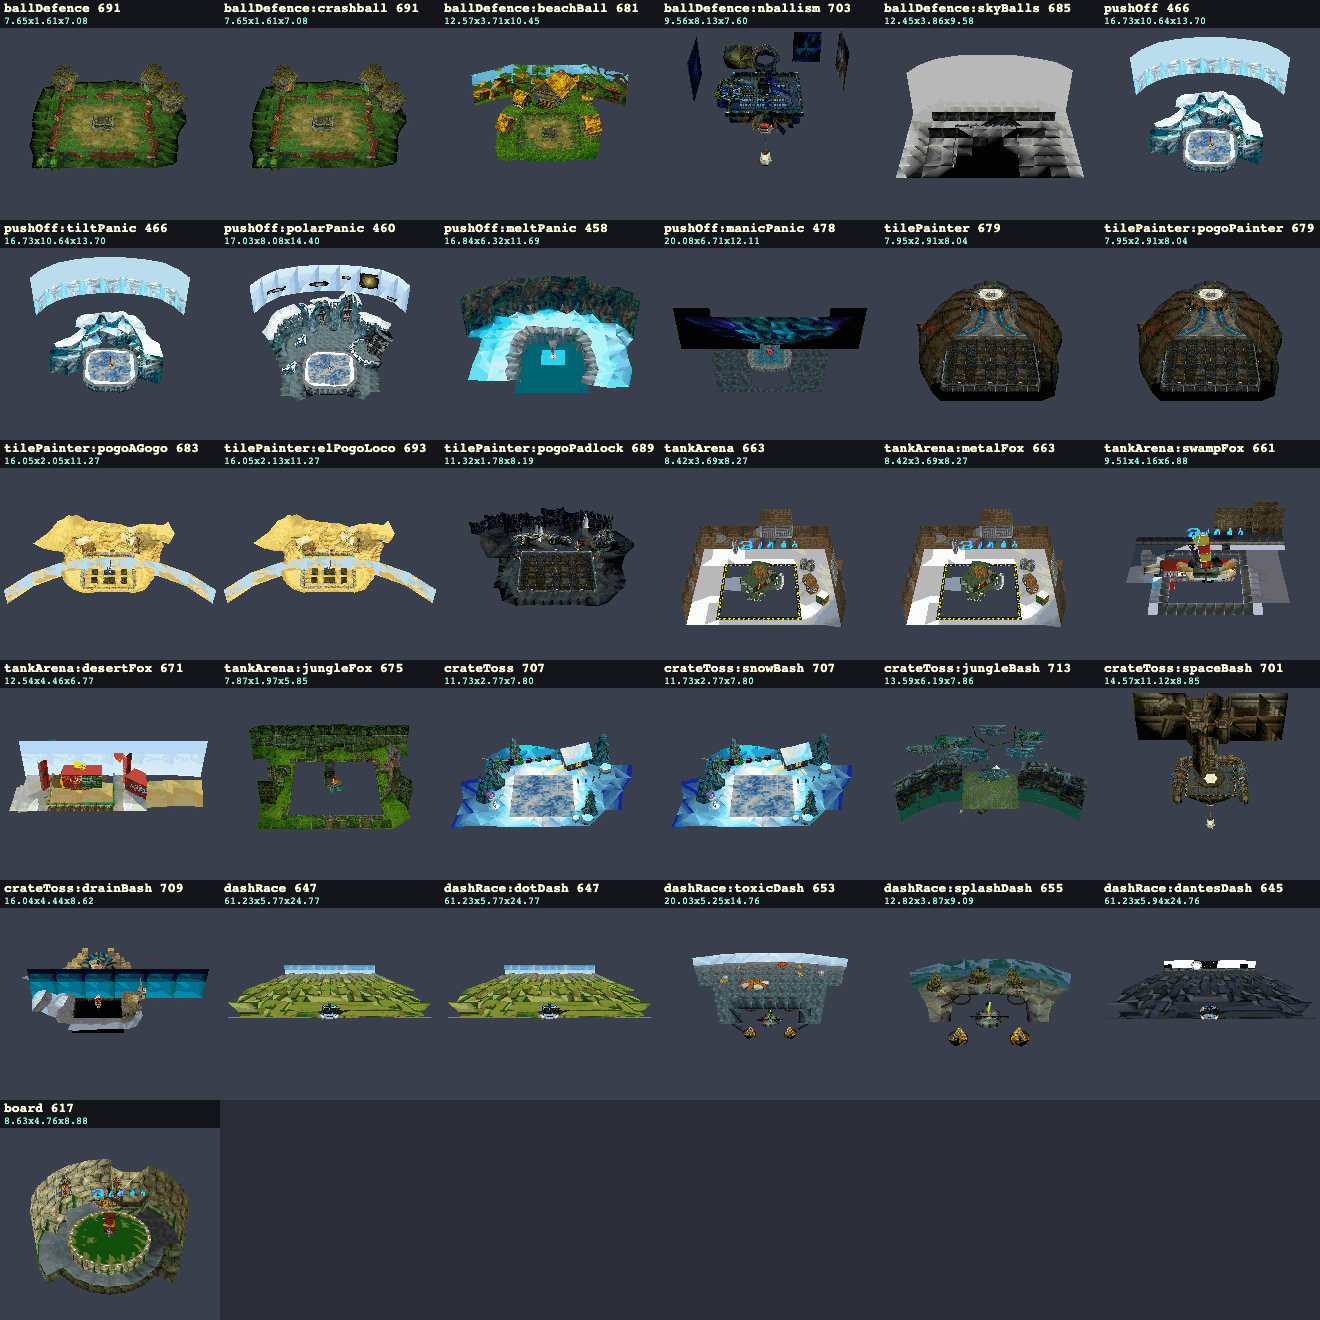 ballDefence 691
7.65x1.61x7.08
ballDefence:crashball 691
7.65x1.61x7.08
ballDefence:beachBall 681
12.57x3.71x10.45
ballDefence:nballism 703
9.56x8.13x7.60
ballDefence:skyBalls 685
12.45x3.86x9.58
pushOff 466
16.73x10.64x13.70
pushOff:tiltPanic 466
16.73x10.64x13.70
pushOff:polarPanic 460
17.03x8.08x14.40
pushOff:meltPanic 458
16.84x6.32x11.69
pushOff:manicPanic 478
20.08x6.71x12.11
tilePainter 679
7.95x2.91x8.04
tilePainter:pogoPainter 679
7.95x2.91x8.04
tilePainter:pogoAGogo 683
16.05x2.05x11.27
tilePainter:elPogoLoco 693
16.05x2.13x11.27
tilePainter:pogoPadlock 689
11.32x1.78x8.19
tankArena 663
8.42x3.69x8.27
tankArena:metalFox 663
8.42x3.69x8.27
tankArena:swampFox 661
9.51x4.16x6.88
tankArena:desertFox 671
12.54x4.46x6.77
tankArena:jungleFox 675
7.87x1.97x5.85
crateToss 707
11.73x2.77x7.80
crateToss:snowBash 707
11.73x2.77x7.80
crateToss:jungleBash 713
13.59x6.19x7.86
crateToss:spaceBash 701
14.57x11.12x8.85
crateToss:drainBash 709
16.04x4.44x8.62
dashRace 647
61.23x5.77x24.77
dashRace:dotDash 647
61.23x5.77x24.77
dashRace:toxicDash 653
20.03x5.25x14.76
dashRace:splashDash 655
12.82x3.87x9.09
dashRace:dantesDash 645
61.23x5.94x24.76
board 617
8.63x4.76x8.88